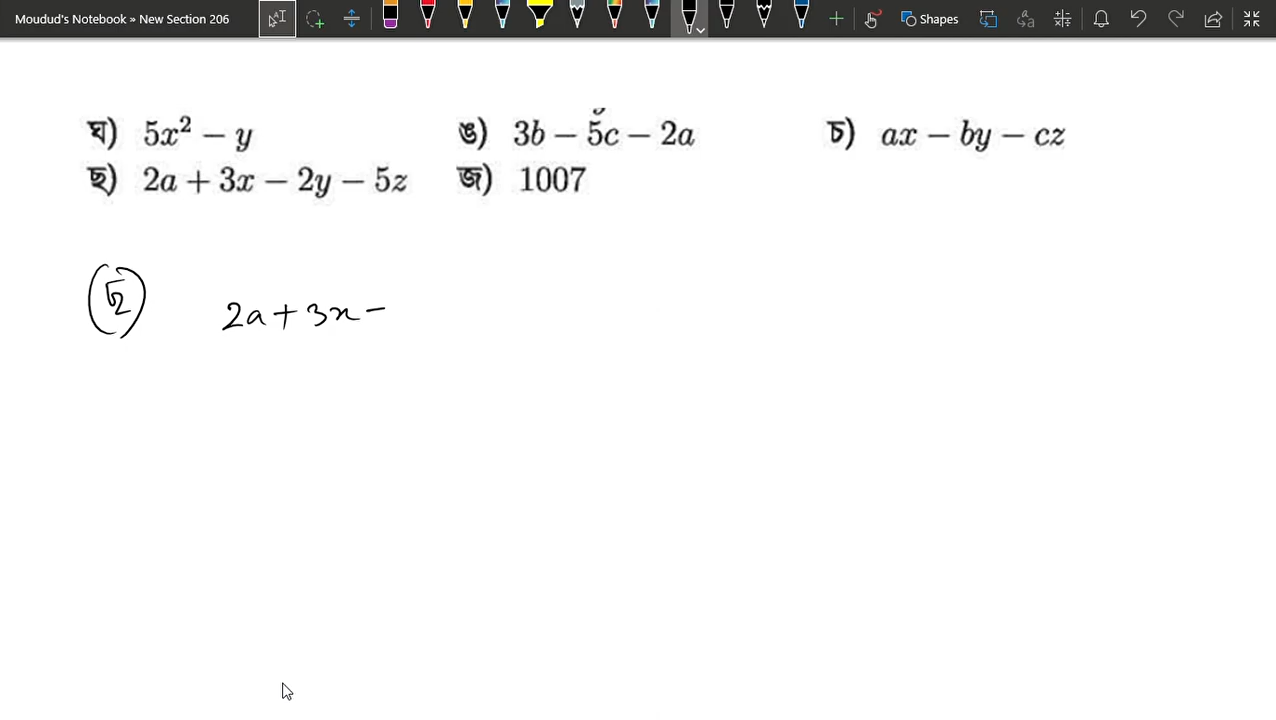 Moudud's Notebook » New Section 206
Shapes
ঘ) 5x² − y ঙ) 3b − 5c − 2a চ) ax − by − cz
ছ) 2a + 3x − 2y − 5z জ) 1007
(ছ) 2a + 3x −